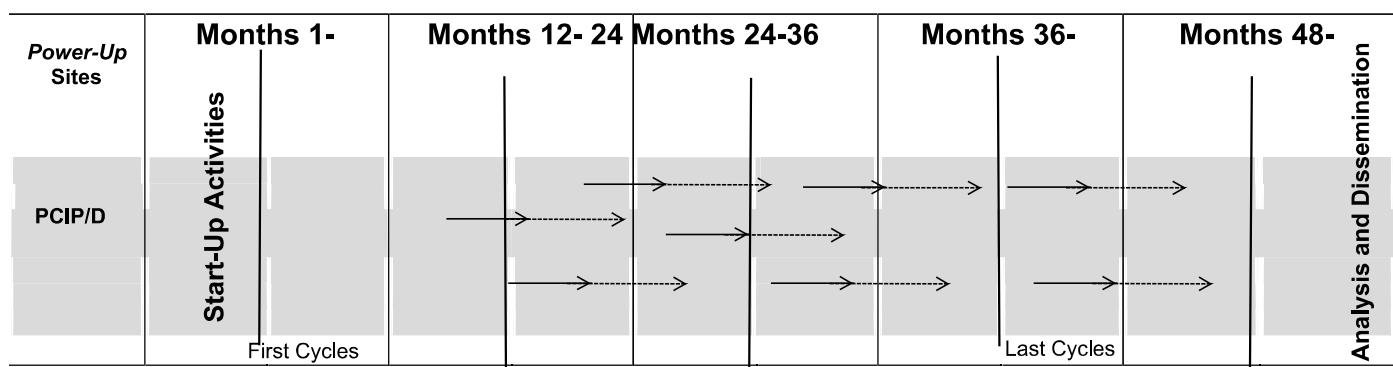 Power-Up
Sites
Months 1-
Months 12- 24
Months 24-36
Months 36-
Months 48-
PCIP/D
Start-Up Activities
First Cycles
Last Cycles
Analysis and Dissemination